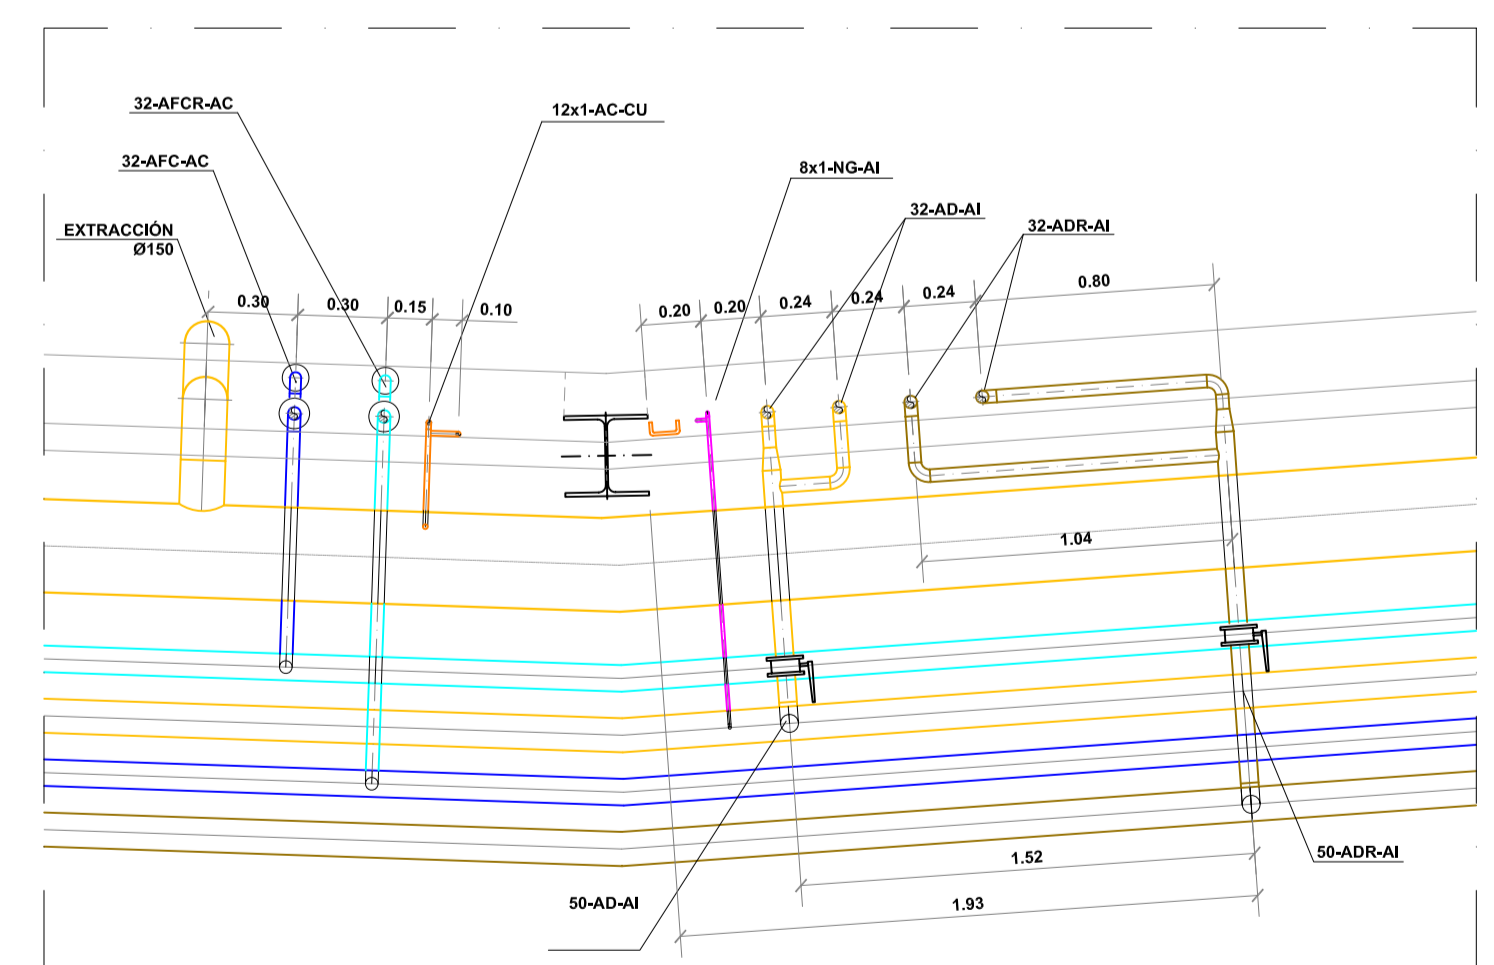 32-AFCR-AC
12x1-AC-CU
32-AFC-AC
8x1-NG-AI
EXTRACCIÓN
Ø150
32-AD-AI
32-ADR-AI
0.30
0.30
0.15
0.10
0.20
0.20
0.24
0.24
0.24
0.80
S
S
S
S
S
S
1.04
1.52
1.93
50-AD-AI
50-ADR-AI